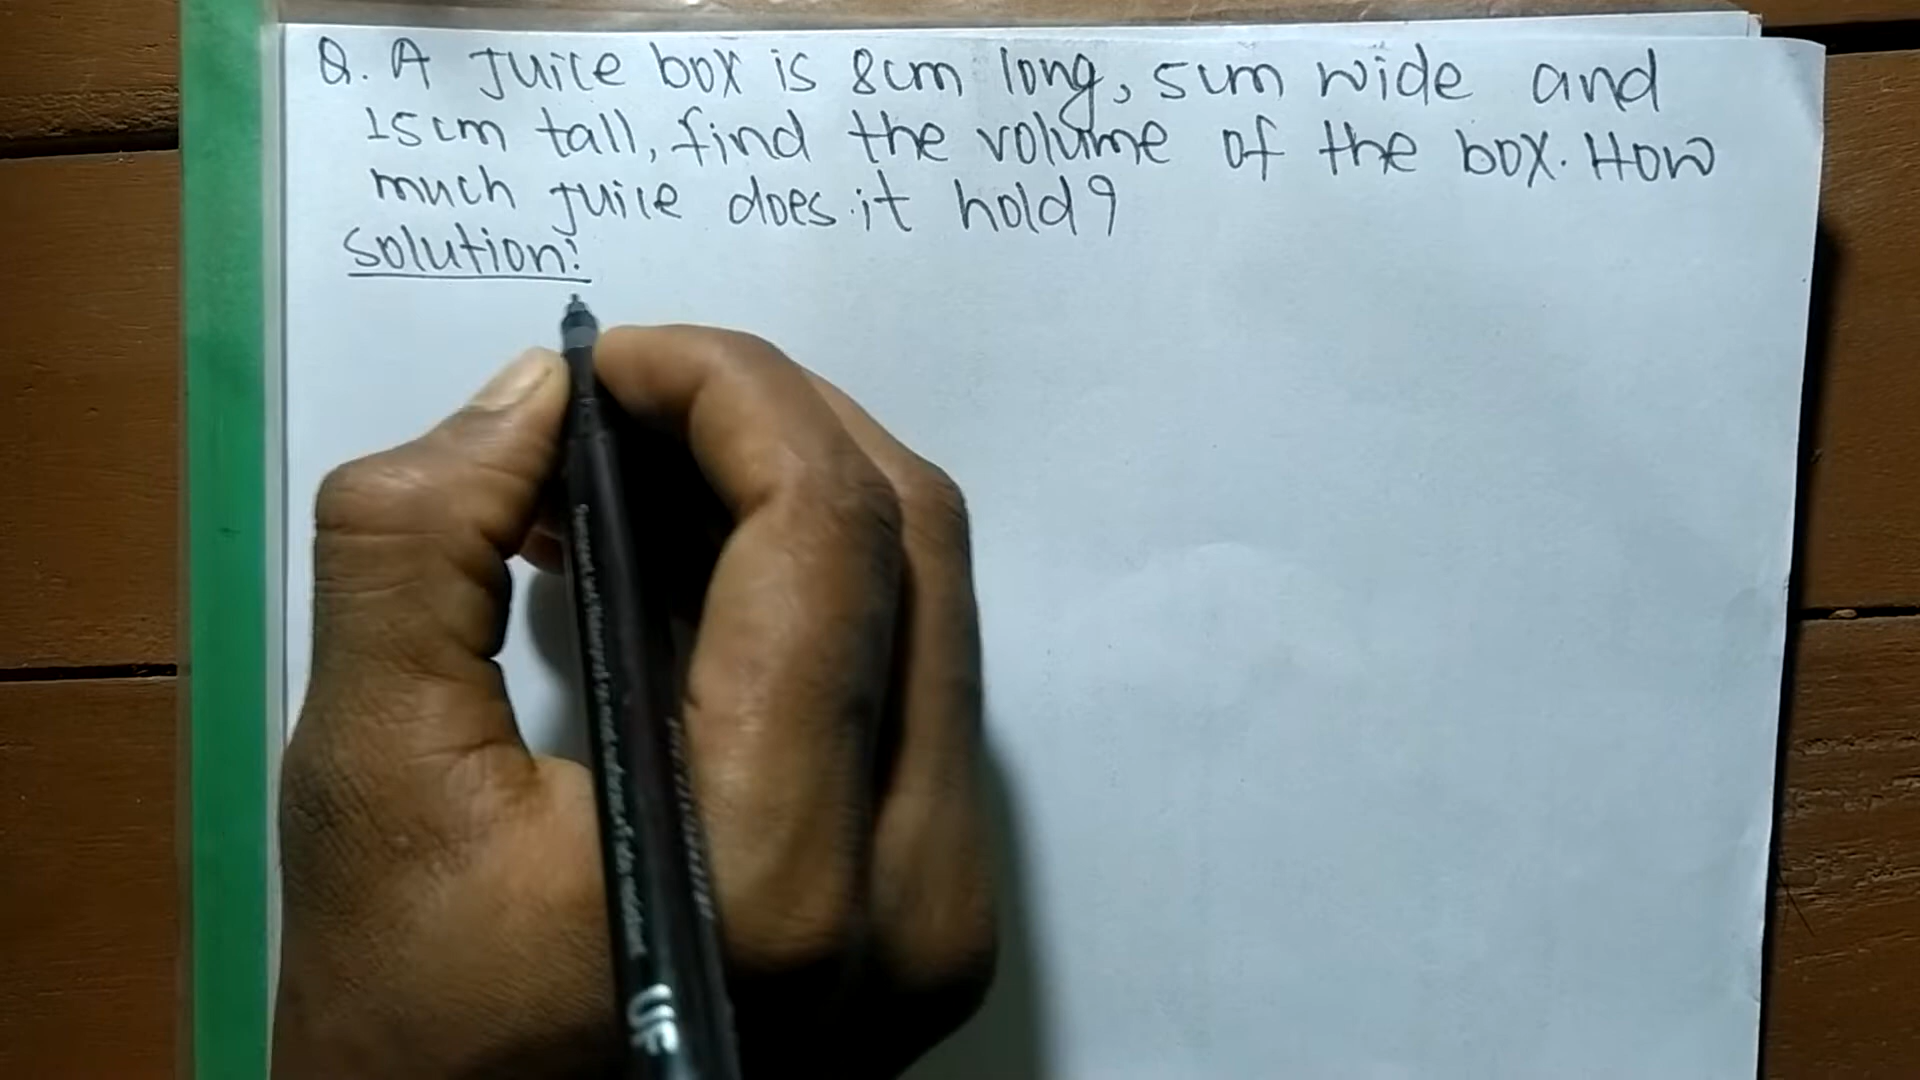 Q. A Juice box is 8cm long, 5cm wide and
15cm tall, find the volume of the box. How
much juice does it hold?
Solution:
UF